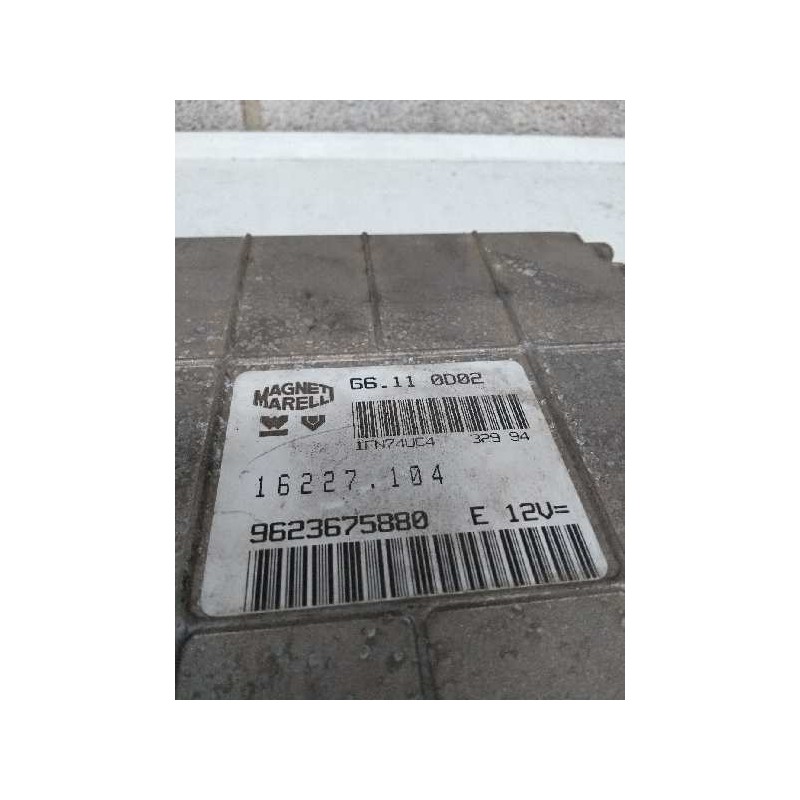 MAGNETI
MARELLI
G6.11 0D02
1FN74UC4 329 94
16227.104
9623675880 E 12V=